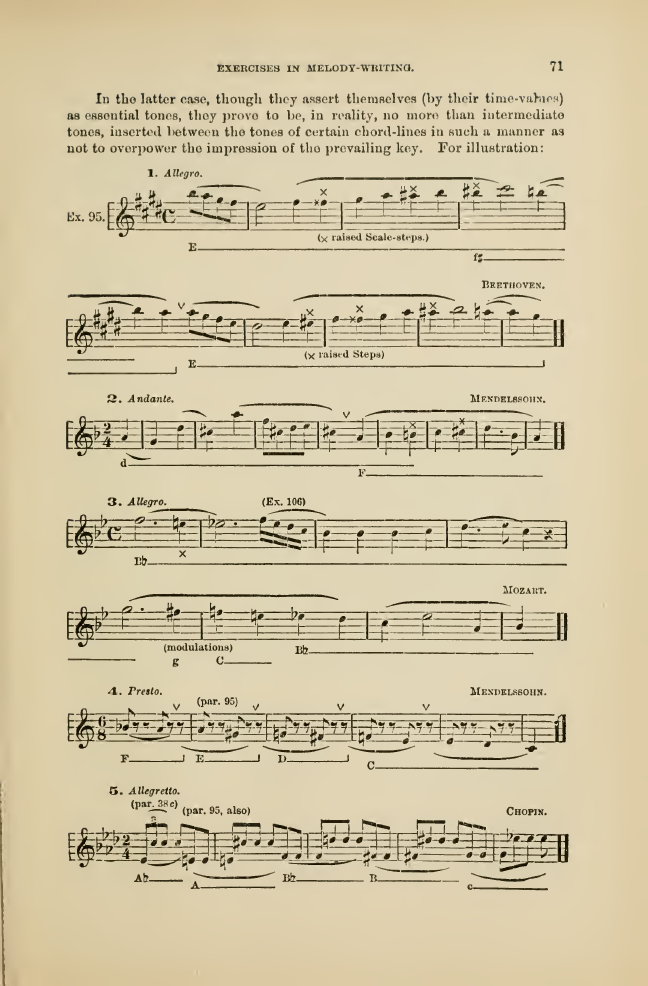 EXERCISES IN MELODY-WRITING. 71
In the latter case, though they assert themselves (by their time-values)
as essential tones, they prove to be, in reality, no more than intermediate
tones, inserted between the tones of certain chord-lines in such a manner as
not to overpower the impression of the prevailing key. For illustration:
1. Allegro.
Ex. 95.
(× raised Scale-steps.)
E
f♯
BEETHOVEN.
(× raised Steps)
E
2. Andante. MENDELSSOHN.
d
F
3. Allegro. (Ex. 106)
B♭ ×
MOZART.
(modulations) B♭
g C
4. Presto. MENDELSSOHN.
(par. 95)
F E D C
5. Allegretto.
(par. 38c) (par. 95, also) CHOPIN.
3
A♭ A B♭ B c